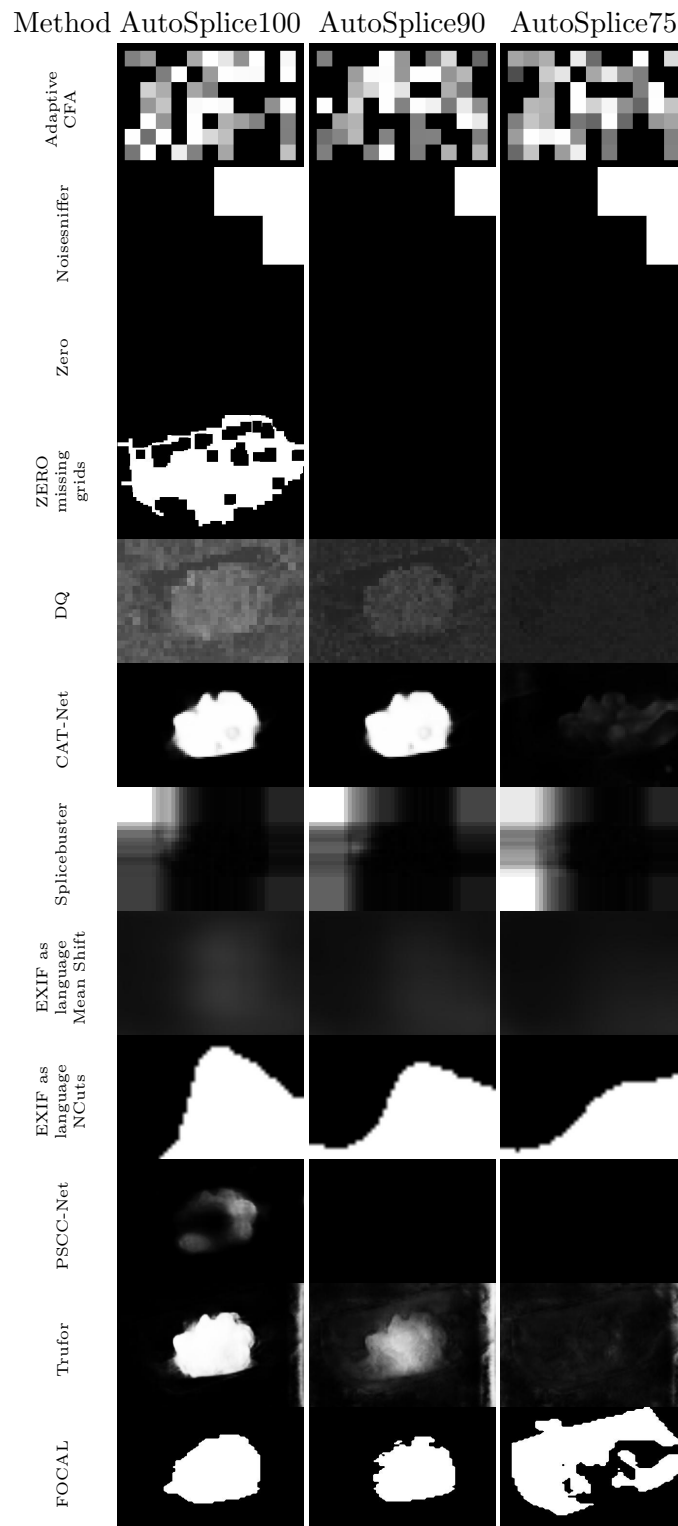 Method AutoSplice100 AutoSplice90 AutoSplice75
Adaptive
CFA
Noisesniffer
Zero
ZERO
missing
grids
DQ
CAT-Net
Splicebuster
EXIF as
language
Mean Shift
EXIF as
language
NCuts
PSCC-Net
Trufor
FOCAL